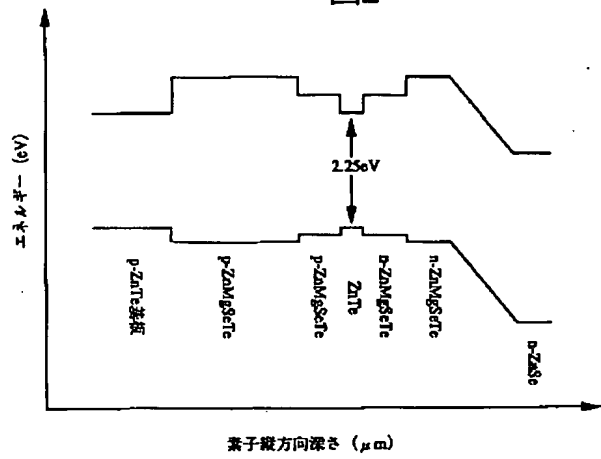 エネルギー (eV)
2.25eV
p-ZnTe基板
p-ZnMgSeTe
p-ZnMgSeTe
ZnTe
n-ZnMgSeTe
n-ZnMgSeTe
n-ZnSe
素子縦方向深さ (μm)